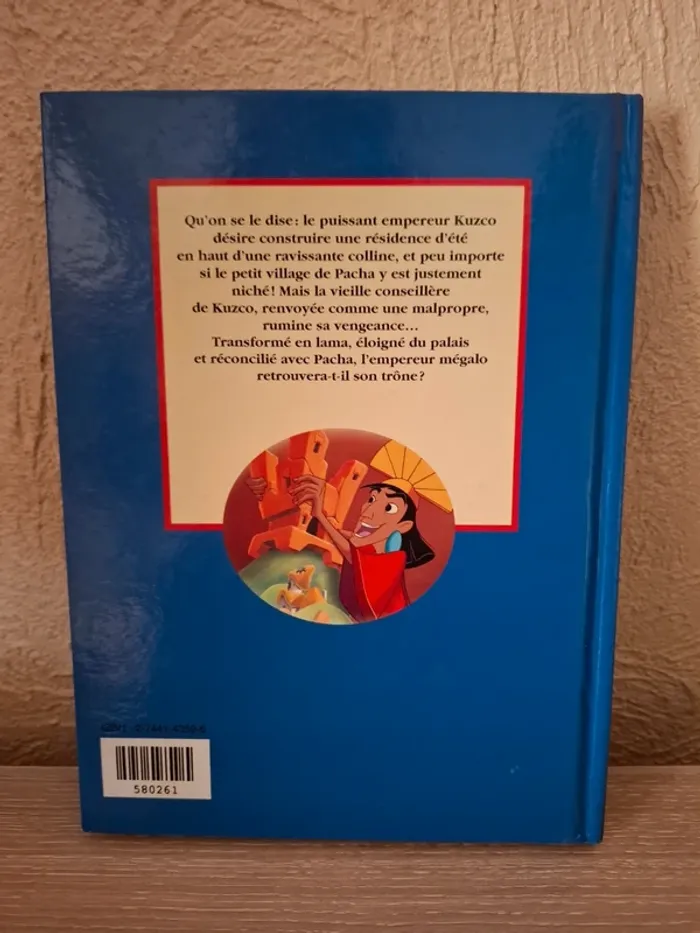 Qu'on se le dise : le puissant empereur Kuzco
désire construire une résidence d'été
en haut d'une ravissante colline, et peu importe
si le petit village de Pacha y est justement
niché ! Mais la vieille conseillère
de Kuzco, renvoyée comme une malpropre,
rumine sa vengeance...
Transformé en lama, éloigné du palais
et réconcilié avec Pacha, l'empereur mégalo
retrouvera-t-il son trône ?
580261